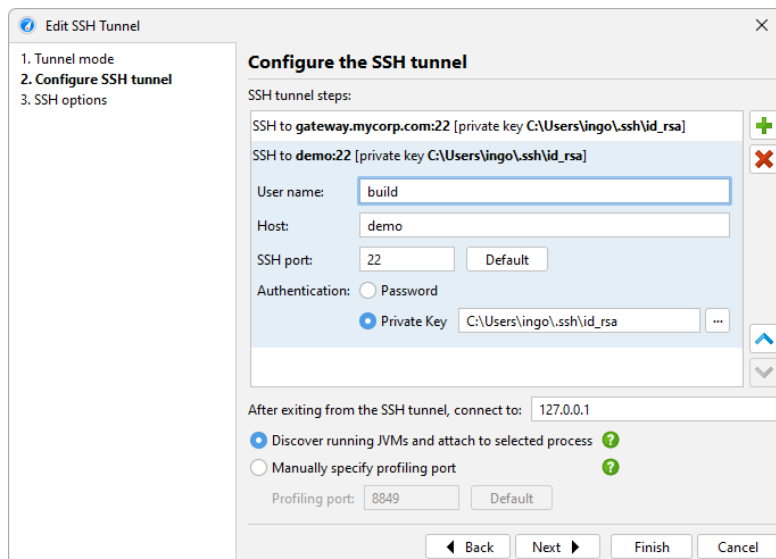 Edit SSH Tunnel
1. Tunnel mode
2. Configure SSH tunnel
3. SSH options
Configure the SSH tunnel
SSH tunnel steps:
SSH to gateway.mycorp.com:22 [private key C:\Users\ingo\.ssh\id_rsa]
SSH to demo:22 [private key C:\Users\ingo\.ssh\id_rsa]
User name: build
Host: demo
SSH port: 22 Default
Authentication: Password
Private Key C:\Users\ingo\.ssh\id_rsa ...
After exiting from the SSH tunnel, connect to: 127.0.0.1
Discover running JVMs and attach to selected process ?
Manually specify profiling port ?
Profiling port: 8849 Default
Back Next Finish Cancel